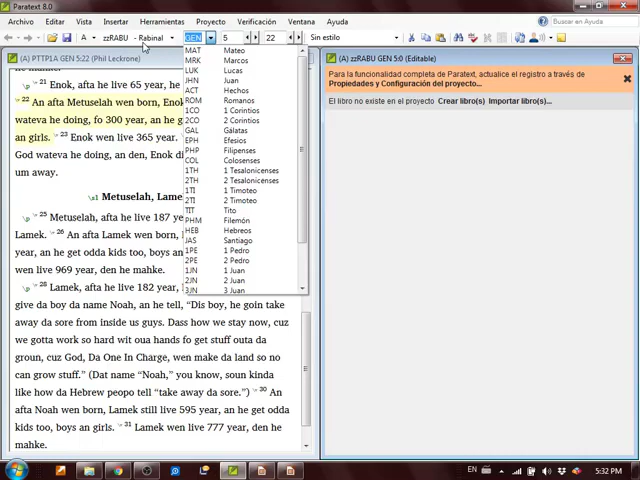 Paratext 8.0
Archivo Editar Vista Insertar Herramientas Proyecto Verificación Ventana Ayuda
Búsqueda en Ayuda
A zzRABU - Rabinal GEN 5 22 Sin estilo
(A) PTTP1A GEN 5:22 (Phil Leckrone)
\p 21 Enok, afta he live 65 year, he
22 An afta Metuselah wen born, Enok
wateva he doing, fo 300 year, an he
an girls. 23 Enok wen live 365 year.
God wateva he doing, an den, Enok di
um away.
\s1 Metuselah, Lame
\p 25 Metuselah, afta he live 187 y
Lamek. 26 An afta Lamek wen born,
year, an he get odda kids too, boys an
wen live 969 year, den he mahke.
\p 28 Lamek, afta he live 182 year,
give da boy da name Noah, an he tell, “Dis boy, he goin take
away da sore from inside us guys. Dass how we stay now, cuz
we gotta work so hard wit oua hands fo get stuff outa da
groun, cuz God, Da One In Charge, wen make da land so no
can grow stuff.” (Dat name “Noah,” you know, soun kinda
like how da Hebrew peopo tell “take away da sore.”) 30 An
afta Noah wen born, Lamek still live 595 year, an he get odda
kids too, boys an girls. 31 Lamek wen live 777 year, den he
mahke.
MAT Mateo
MRK Marcos
LUK Lucas
JHN Juan
ACT Hechos
ROM Romanos
1CO 1 Corintios
2CO 2 Corintios
GAL Gálatas
EPH Efesios
PHP Filipenses
COL Colosenses
1TH 1 Tesalonicenses
2TH 2 Tesalonicenses
1TI 1 Timoteo
2TI 2 Timoteo
TIT Tito
PHM Filemón
HEB Hebreos
JAS Santiago
1PE 1 Pedro
2PE 2 Pedro
1JN 1 Juan
2JN 2 Juan
3JN 3 Juan
(A) zzRABU GEN 5:0 (Editable)
Para la funcionalidad completa de Paratext, actualice el registro a través de
Propiedades y Configuración del proyecto...
El libro no existe en el proyecto Crear libro(s) Importar libro(s)...
EN 5:32 PM